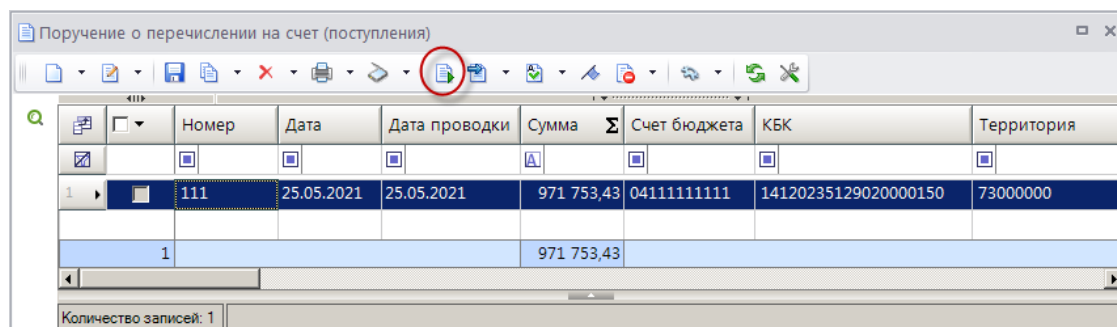 Поручение о перечислении на счет (поступления)
Номер Дата Дата проводки Сумма Σ Счет бюджета КБК Территория
A
1 111 25.05.2021 25.05.2021 971 753,43 04111111111 14120235129020000150 73000000
1 971 753,43
Количество записей: 1